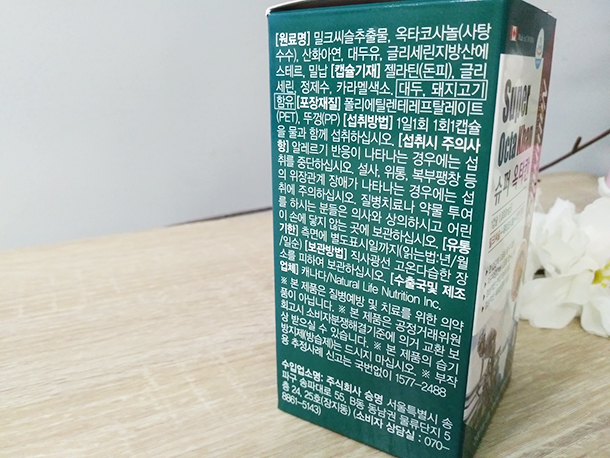 [원료명] 밀크씨슬추출물, 옥타코사놀(사탕
수수), 산화아연, 대두유, 글리세린지방산에
스테르, 밀납 [캡슐기재] 젤라틴(돈피), 글리
세린, 정제수, 카라멜색소, 대두, 돼지고기
함유 [포장재질] 폴리에틸렌테레프탈레이트
(PET), 뚜껑(PP) [섭취방법] 1일1회 1회1캡슐
을 물과 함께 섭취하십시오. [섭취시 주의사
항] 알레르기 반응이 나타나는 경우에는 섭
취를 중단하십시오. 설사, 위통, 복부팽창 등
의 위장관계 장애가 나타나는 경우에는 섭
취에 주의하십시오. 질병치료나 약물 투여
를 하시는 분들은 의사와 상의하시고 어린
이 손에 닿지 않는 곳에 보관하십시오. [유통
기한] 측면에 별도표시일까지(읽는법:년/월
/일순) [보관방법] 직사광선 고온다습한 장
소를 피하여 보관하십시오. [수출국및 제조
업체] 캐나다/Natural Life Nutrition Inc.
※ 본 제품은 질병예방 및 치료를 위한 의약
품이 아닙니다. ※ 본 제품은 공정거래위원
회고시 소비자분쟁해결기준에 의거 교환 보
상 받으실 수 있습니다. ※ 본 제품의 습기
방지제(방습제)는 드시지 마십시오. ※ 부작
용 추정사례 신고는 국번없이 1577-2488
수입업소명: 주식회사 승명 서울특별시 송
파구 송파대로 55, B동 동남권 물류단지 5
층 24, 25호(장지동) (소비자 상담실 : 070-
8861-5143)
Super
Octa Khan
슈퍼 옥타칸